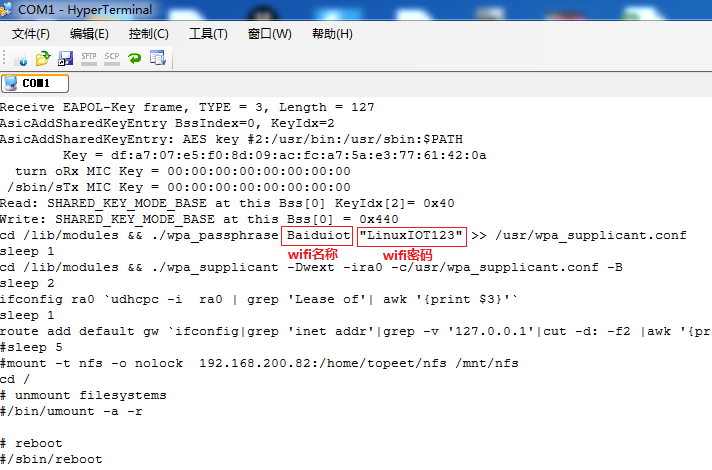 COM1 - HyperTerminal
文件(F) 编辑(E) 控制(C) 工具(T) 窗口(W) 帮助(H)
SFTP SCP
COM1
Receive EAPOL-Key frame, TYPE = 3, Length = 127
AsicAddSharedKeyEntry BssIndex=0, KeyIdx=2
AsicAddSharedKeyEntry: AES key #2:/usr/bin:/usr/sbin:$PATH
Key = df:a7:07:e5:f0:8d:09:ac:fc:a7:5a:e3:77:61:42:0a
turn oRx MIC Key = 00:00:00:00:00:00:00:00
/sbin/sTx MIC Key = 00:00:00:00:00:00:00:00
Read: SHARED_KEY_MODE_BASE at this Bss[0] KeyIdx[2]= 0x40
Write: SHARED_KEY_MODE_BASE at this Bss[0] = 0x440
cd /lib/modules && ./wpa_passphrase Baiduiot "LinuxIOT123" >> /usr/wpa_supplicant.conf
wifi名称 wifi密码
sleep 1
cd /lib/modules && ./wpa_supplicant -Dwext -ira0 -c/usr/wpa_supplicant.conf -B
sleep 2
ifconfig ra0 `udhcpc -i ra0 | grep 'Lease of'| awk '{print $3}'`
sleep 1
route add default gw `ifconfig|grep 'inet addr'|grep -v '127.0.0.1'|cut -d: -f2 |awk '{pr
#sleep 5
#mount -t nfs -o nolock 192.168.200.82:/home/topeet/nfs /mnt/nfs
cd /
# unmount filesystems
#/bin/umount -a -r
# reboot
#/sbin/reboot